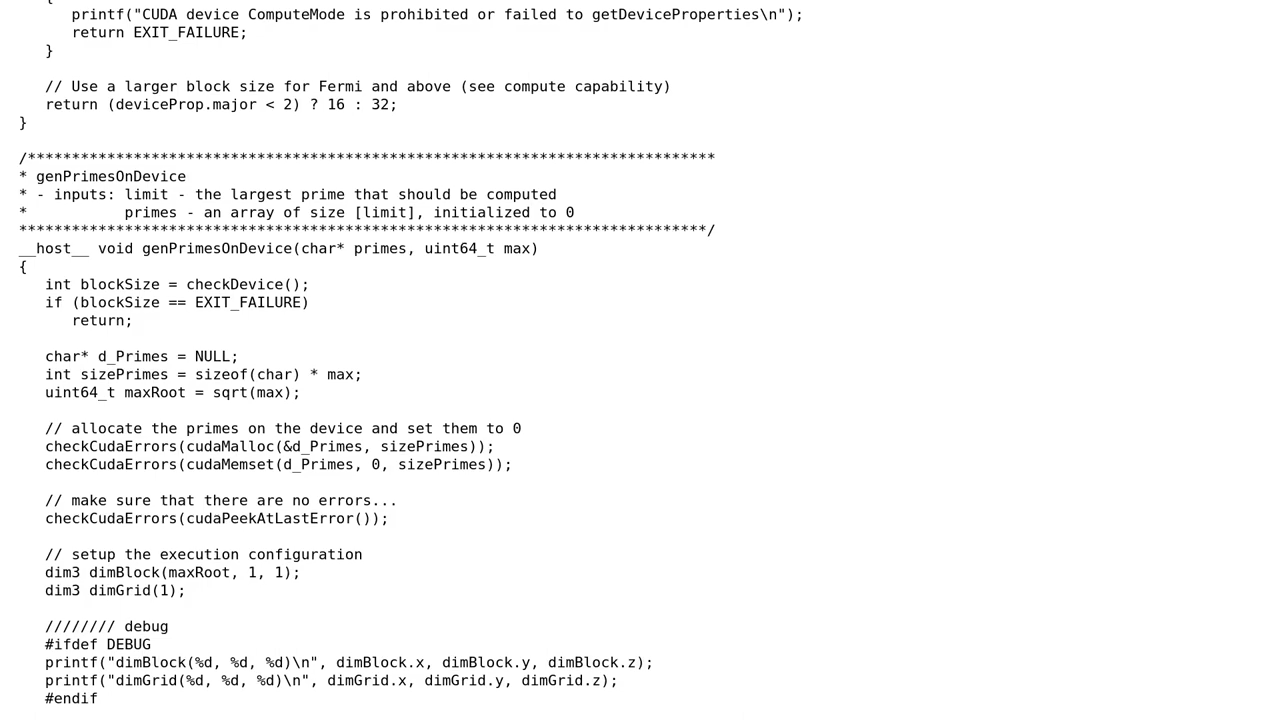 printf("CUDA device ComputeMode is prohibited or failed to getDeviceProperties\n");
return EXIT_FAILURE;
}
// Use a larger block size for Fermi and above (see compute capability)
return (deviceProp.major < 2) ? 16 : 32;
}
/******************************************************************************
* genPrimesOnDevice
* - inputs: limit - the largest prime that should be computed
*           primes - an array of size [limit], initialized to 0
******************************************************************************/
__host__ void genPrimesOnDevice(char* primes, uint64_t max)
{
int blockSize = checkDevice();
if (blockSize == EXIT_FAILURE)
return;
char* d_Primes = NULL;
int sizePrimes = sizeof(char) * max;
uint64_t maxRoot = sqrt(max);
// allocate the primes on the device and set them to 0
checkCudaErrors(cudaMalloc(&d_Primes, sizePrimes));
checkCudaErrors(cudaMemset(d_Primes, 0, sizePrimes));
// make sure that there are no errors...
checkCudaErrors(cudaPeekAtLastError());
// setup the execution configuration
dim3 dimBlock(maxRoot, 1, 1);
dim3 dimGrid(1);
//////// debug
#ifdef DEBUG
printf("dimBlock(%d, %d, %d)\n", dimBlock.x, dimBlock.y, dimBlock.z);
printf("dimGrid(%d, %d, %d)\n", dimGrid.x, dimGrid.y, dimGrid.z);
#endif